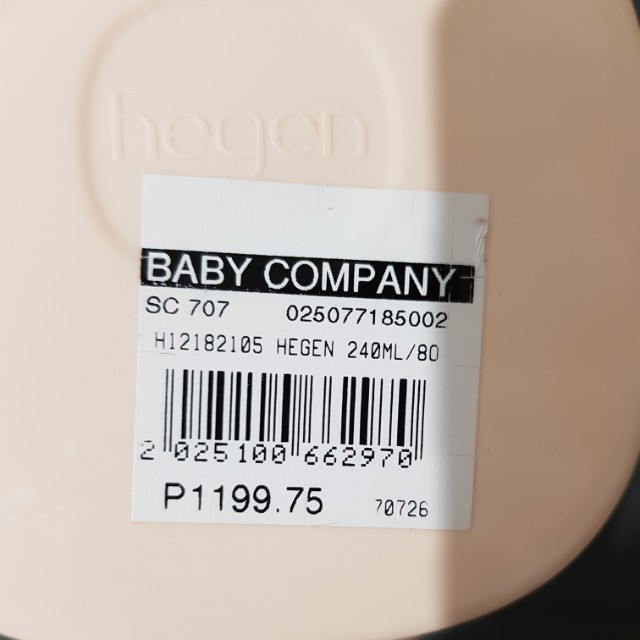 hegen
BABY COMPANY
SC 707 025077185002
H12182105 HEGEN 240ML/80
2 025100 662970
P1199.75 70726